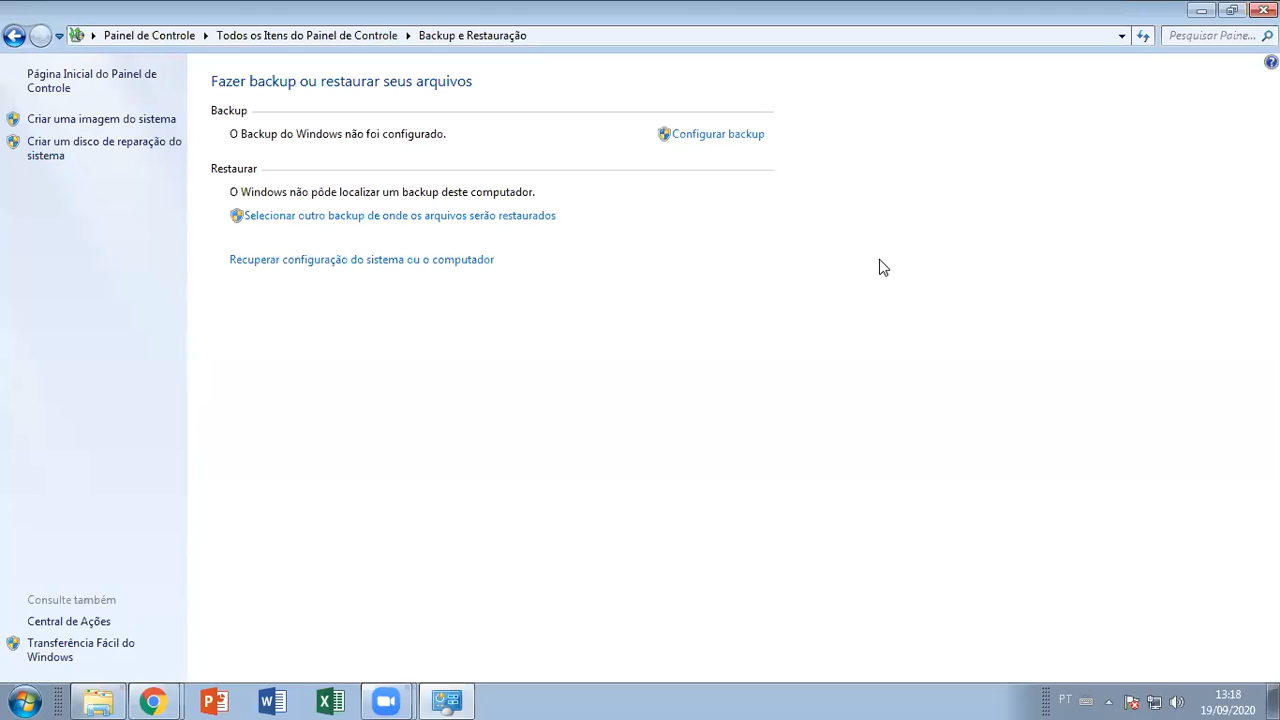 Painel de Controle
Todos os Itens do Painel de Controle
Backup e Restauração
Pesquisar Paine...
Página Inicial do Painel de
Controle
Criar uma imagem do sistema
Criar um disco de reparação do
sistema
Fazer backup ou restaurar seus arquivos
Backup
O Backup do Windows não foi configurado.
Configurar backup
Restaurar
O Windows não pôde localizar um backup deste computador.
Selecionar outro backup de onde os arquivos serão restaurados
Recuperar configuração do sistema ou o computador
Consulte também
Central de Ações
Transferência Fácil do
Windows
PT
13:18
19/09/2020